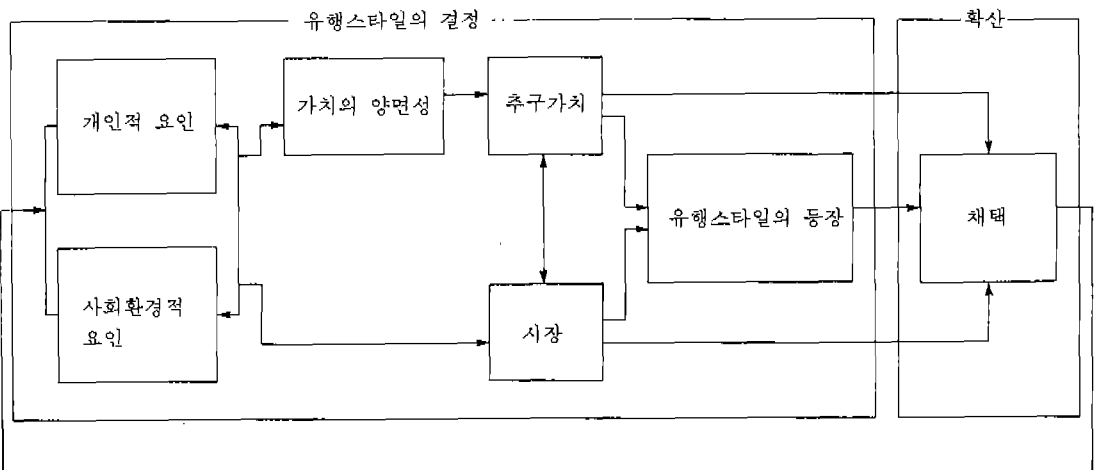 유행스타일의 결정
확산
개인적 요인
가치의 양면성
추구가치
유행스타일의 등장
채택
사회환경적
요인
시장